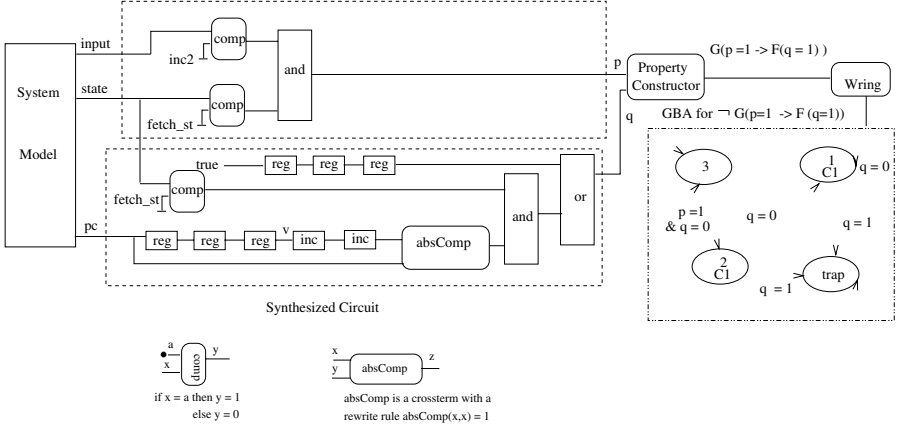 input
comp
inc2
and
System
state
comp
fetch_st
Model
p
Property
Constructor
q
G(p =1 -> F(q = 1) )
Wring
GBA for ¬ G(p=1 -> F (q=1))
true
reg
reg
reg
comp
fetch_st
or
and
pc
reg
reg
reg
v
inc
inc
absComp
3
1
C1
q = 0
p =1
& q = 0
q = 0
q = 1
2
C1
trap
q = 1
Synthesized Circuit
a
x
comp
y
if x = a then y = 1
else y = 0
x
y
absComp
z
absComp is a crossterm with a
rewrite rule absComp(x,x) = 1